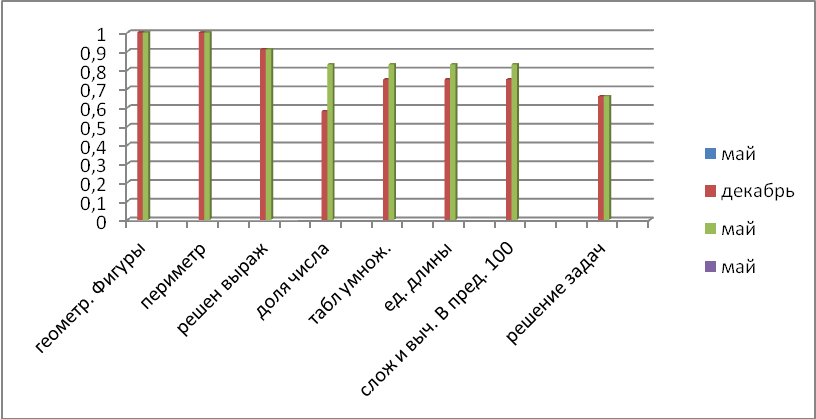 1
0,9
0,8
0,7
0,6
0,5
0,4
0,3
0,2
0,1
0
геометр. Фигуры
периметр
решен выраж
доля числа
табл умнож.
ед. длины
слож и выч. В пред. 100
решение задач
май
декабрь
май
май